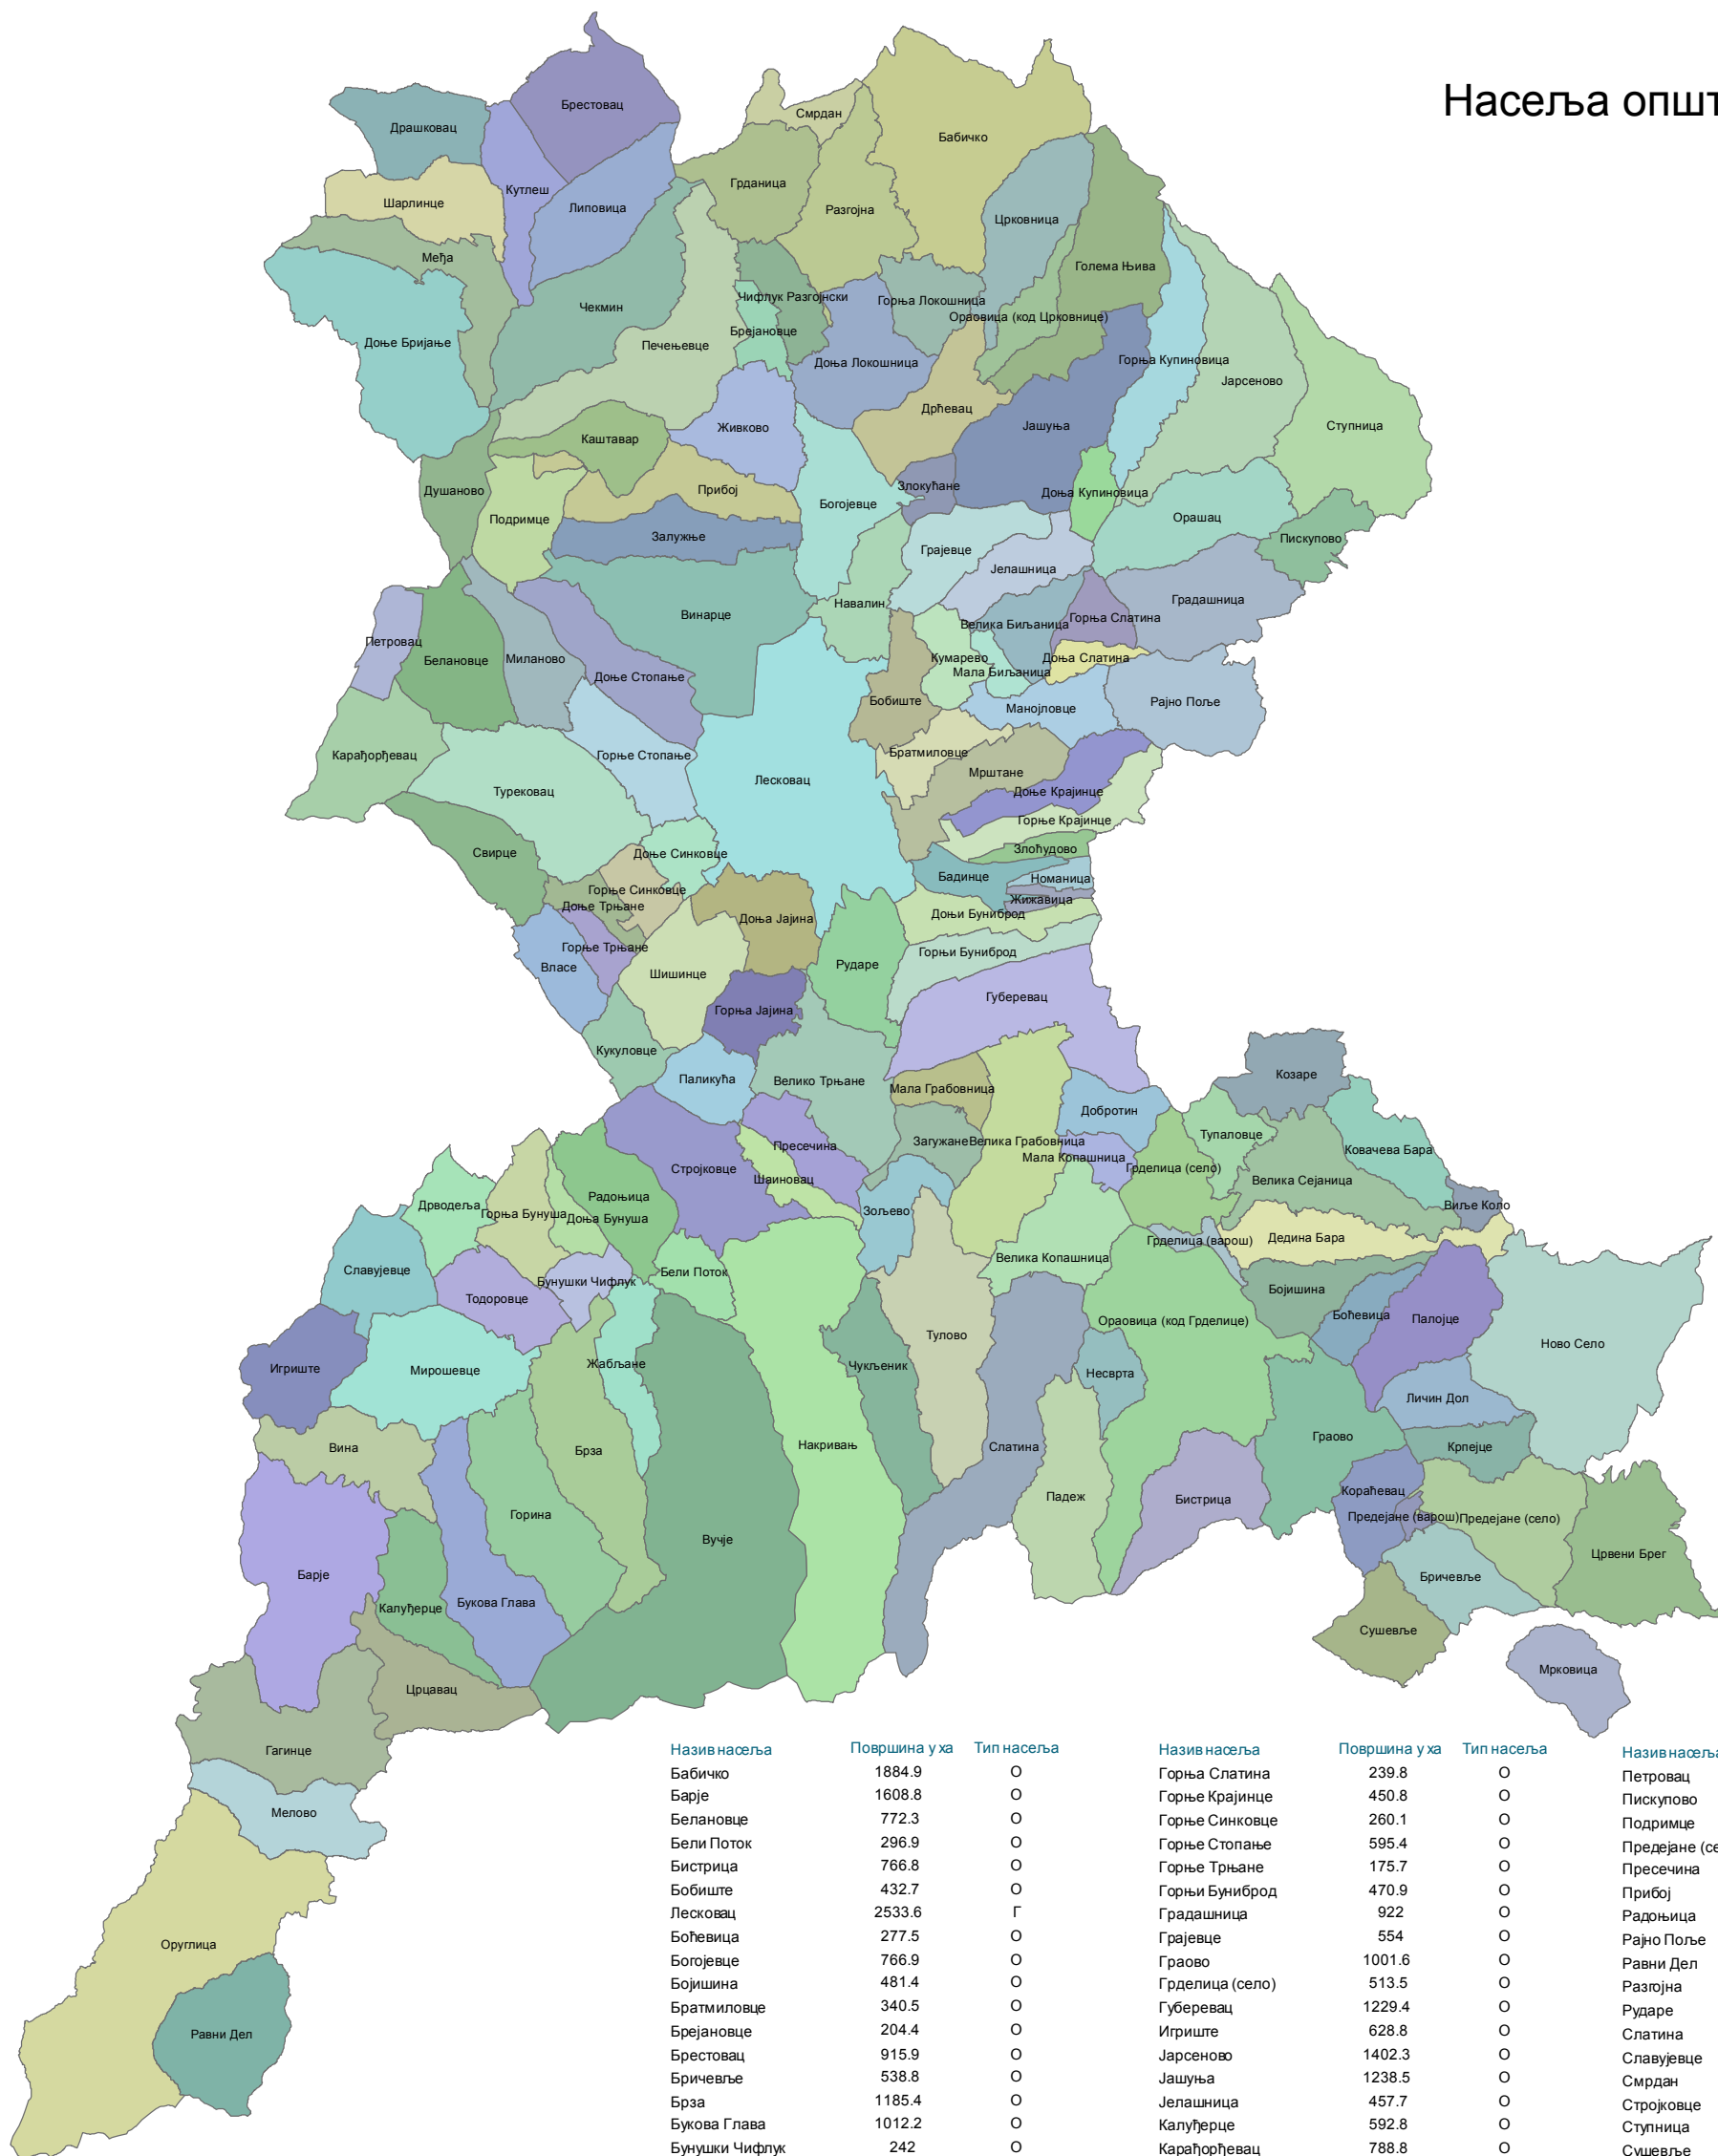 Насеља општ
Брестовац
Смрдан
Драшковац
Бабичко
Грданица
Кутлеш
Шарлинце
Липовица
Разгојна
Црковница
Међа
Голема Њива
Чифлук Разгојнски
Горња Локошница
Чекмин
Ораовица (код Црковнице)
Брејановце
Доње Бријање
Печењевце
Доња Локошница
Горња Купиновица
Јарсеново
Дрћевац
Јашуња
Ступница
Живково
Каштавар
Злокућане
Душаново
Прибој
Доња Купиновица
Богојевце
Подримце
Орашац
Залужње
Пискупово
Грајевце
Јелашница
Градашница
Навалин
Винарце
Горња Слатина
Велика Биљаница
Петровац
Белановце
Миланово
Кумарево
Доња Слатина
Мала Биљаница
Доње Стопање
Бобиште
Рајно Поље
Манојловце
Карађорђевац
Горње Стопање
Братмиловце
Мрштане
Лесковац
Турековац
Доње Крајинце
Горње Крајинце
Свирце
Доње Синковце
Злоћудово
Бадинце
Номаница
Горње Синковце
Жижавица
Доње Трњане
Доња Јајина
Доњи Буниброд
Горње Трњане
Горњи Буниброд
Власе
Шишинце
Рударе
Губеревац
Горња Јајина
Кукуловце
Козаре
Паликућа
Велико Трњане
Мала Грабовница
Добротин
Тупаловце
Пресечина
Загужане
Велика Грабовница
Ковачева Бара
Мала Копашница
Стројковце
Грделица (село)
Шаиновац
Велика Сејаница
Радоњица
Дрводеља
Горња Бунуша
Доња Бунуша
Зољево
Виље Коло
Дедина Бара
Грделица (варош)
Велика Копашница
Славујевце
Бели Поток
Бунушки Чифлук
Бојишина
Тодоровце
Боћевица
Палојце
Ораовица (код Грделице)
Тулово
Ново Село
Игриште
Мирошевце
Жабљане
Чукљеник
Несврта
Личин Дол
Граово
Вина
Брза
Накривањ
Слатина
Крпејце
Кораћевац
Падеж
Бистрица
Горина
Предејане (варош)
Предејане (село)
Вучје
Црвени Брег
Барје
Бричевље
Букова Глава
Калуђерце
Сушевље
Мрковица
Црцавац
Гагинце
Мелово
Оруглица
Равни Дел
Назив насеља Површина у ха Тип насеља Назив насеља Површина у ха Тип насеља Назив насеља
Бабичко 1884.9 О Горња Слатина 239.8 О Петровац
Барје 1608.8 О Горње Крајинце 450.8 О Пискупово
Белановце 772.3 О Горње Синковце 260.1 О Подримце
Бели Поток 296.9 О Горње Стопање 595.4 О Предејане (се
Бистрица 766.8 О Горње Трњане 175.7 О Пресечина
Бобиште 432.7 О Горњи Буниброд 470.9 О Прибој
Лесковац 2533.6 Г Градашница 922 О Радоњица
Боћевица 277.5 О Грајевце 554 О Рајно Поље
Богојевце 766.9 О Граово 1001.6 О Равни Дел
Бојишина 481.4 О Грделица (село) 513.5 О Разгојна
Братмиловце 340.5 О Губеревац 1229.4 О Рударе
Брејановце 204.4 О Игриште 628.8 О Слатина
Брестовац 915.9 О Јарсеново 1402.3 О Славујевце
Бричевље 538.8 О Јашуња 1238.5 О Смрдан
Брза 1185.4 О Јелашница 457.7 О Стројковце
Букова Глава 1012.2 О Калуђерце 592.8 О Ступница
Бунушки Чифлук 242 О Карађорђевац 788.8 О Сушевље